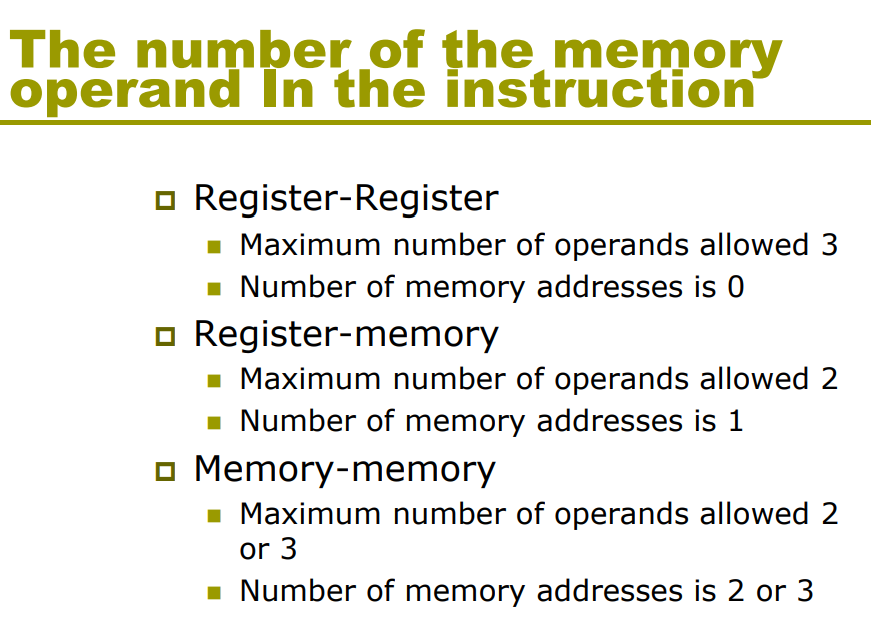 The number of the memory
operand In the instruction
Register-Register
Maximum number of operands allowed 3
Number of memory addresses is 0
Register-memory
Maximum number of operands allowed 2
Number of memory addresses is 1
Memory-memory
Maximum number of operands allowed 2
or 3
Number of memory addresses is 2 or 3